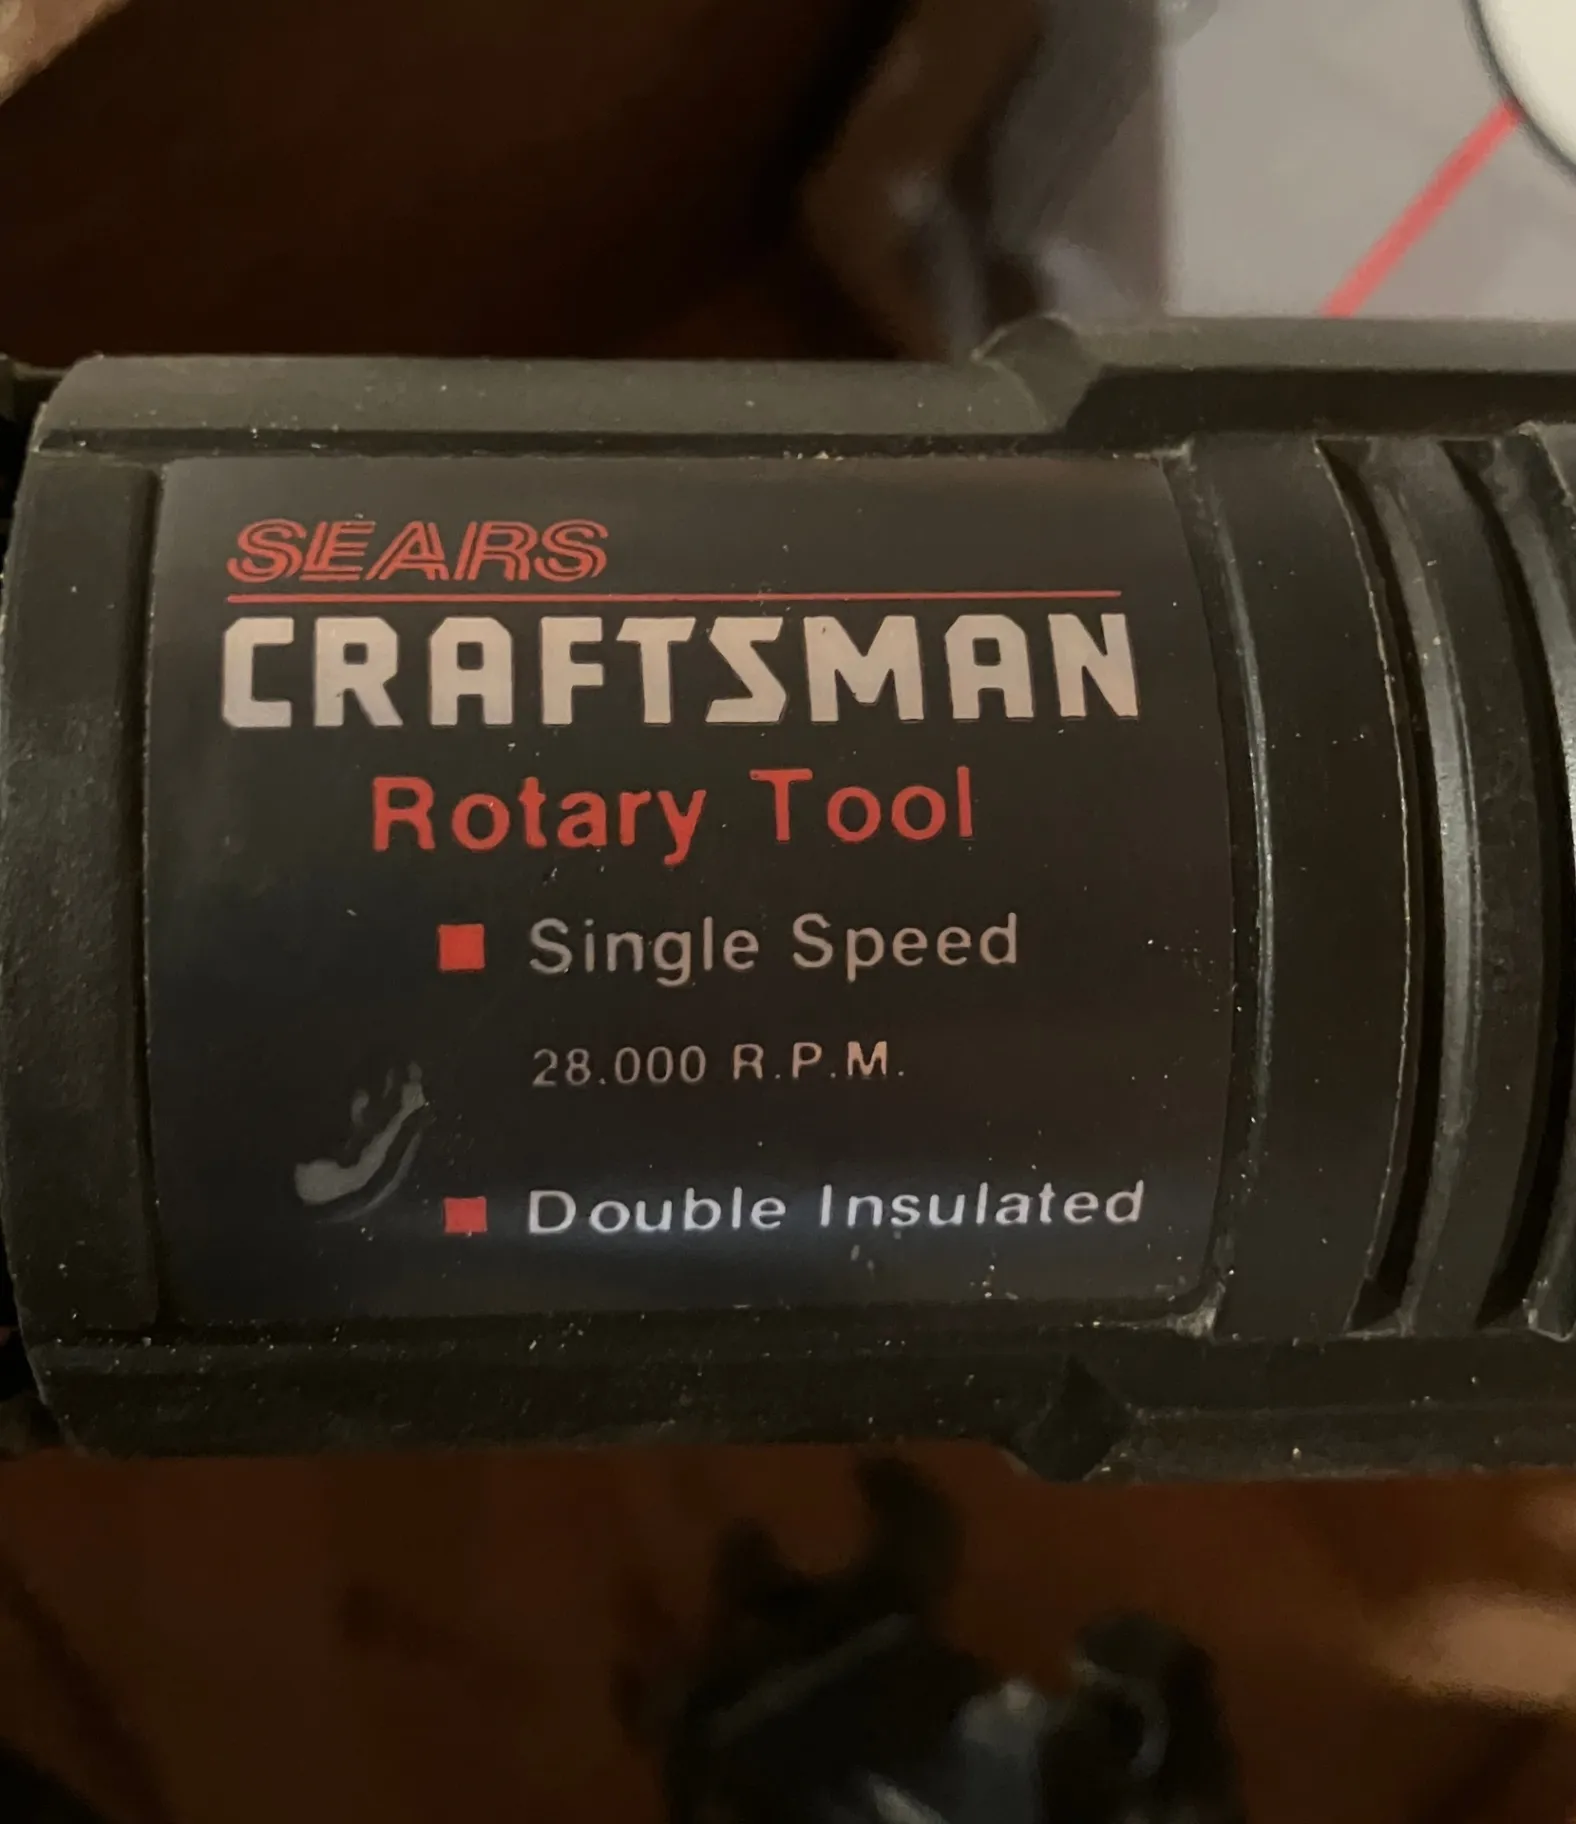 SEARS
CRAFTSMAN
Rotary Tool
Single Speed
28.000 R.P.M.
Double Insulated